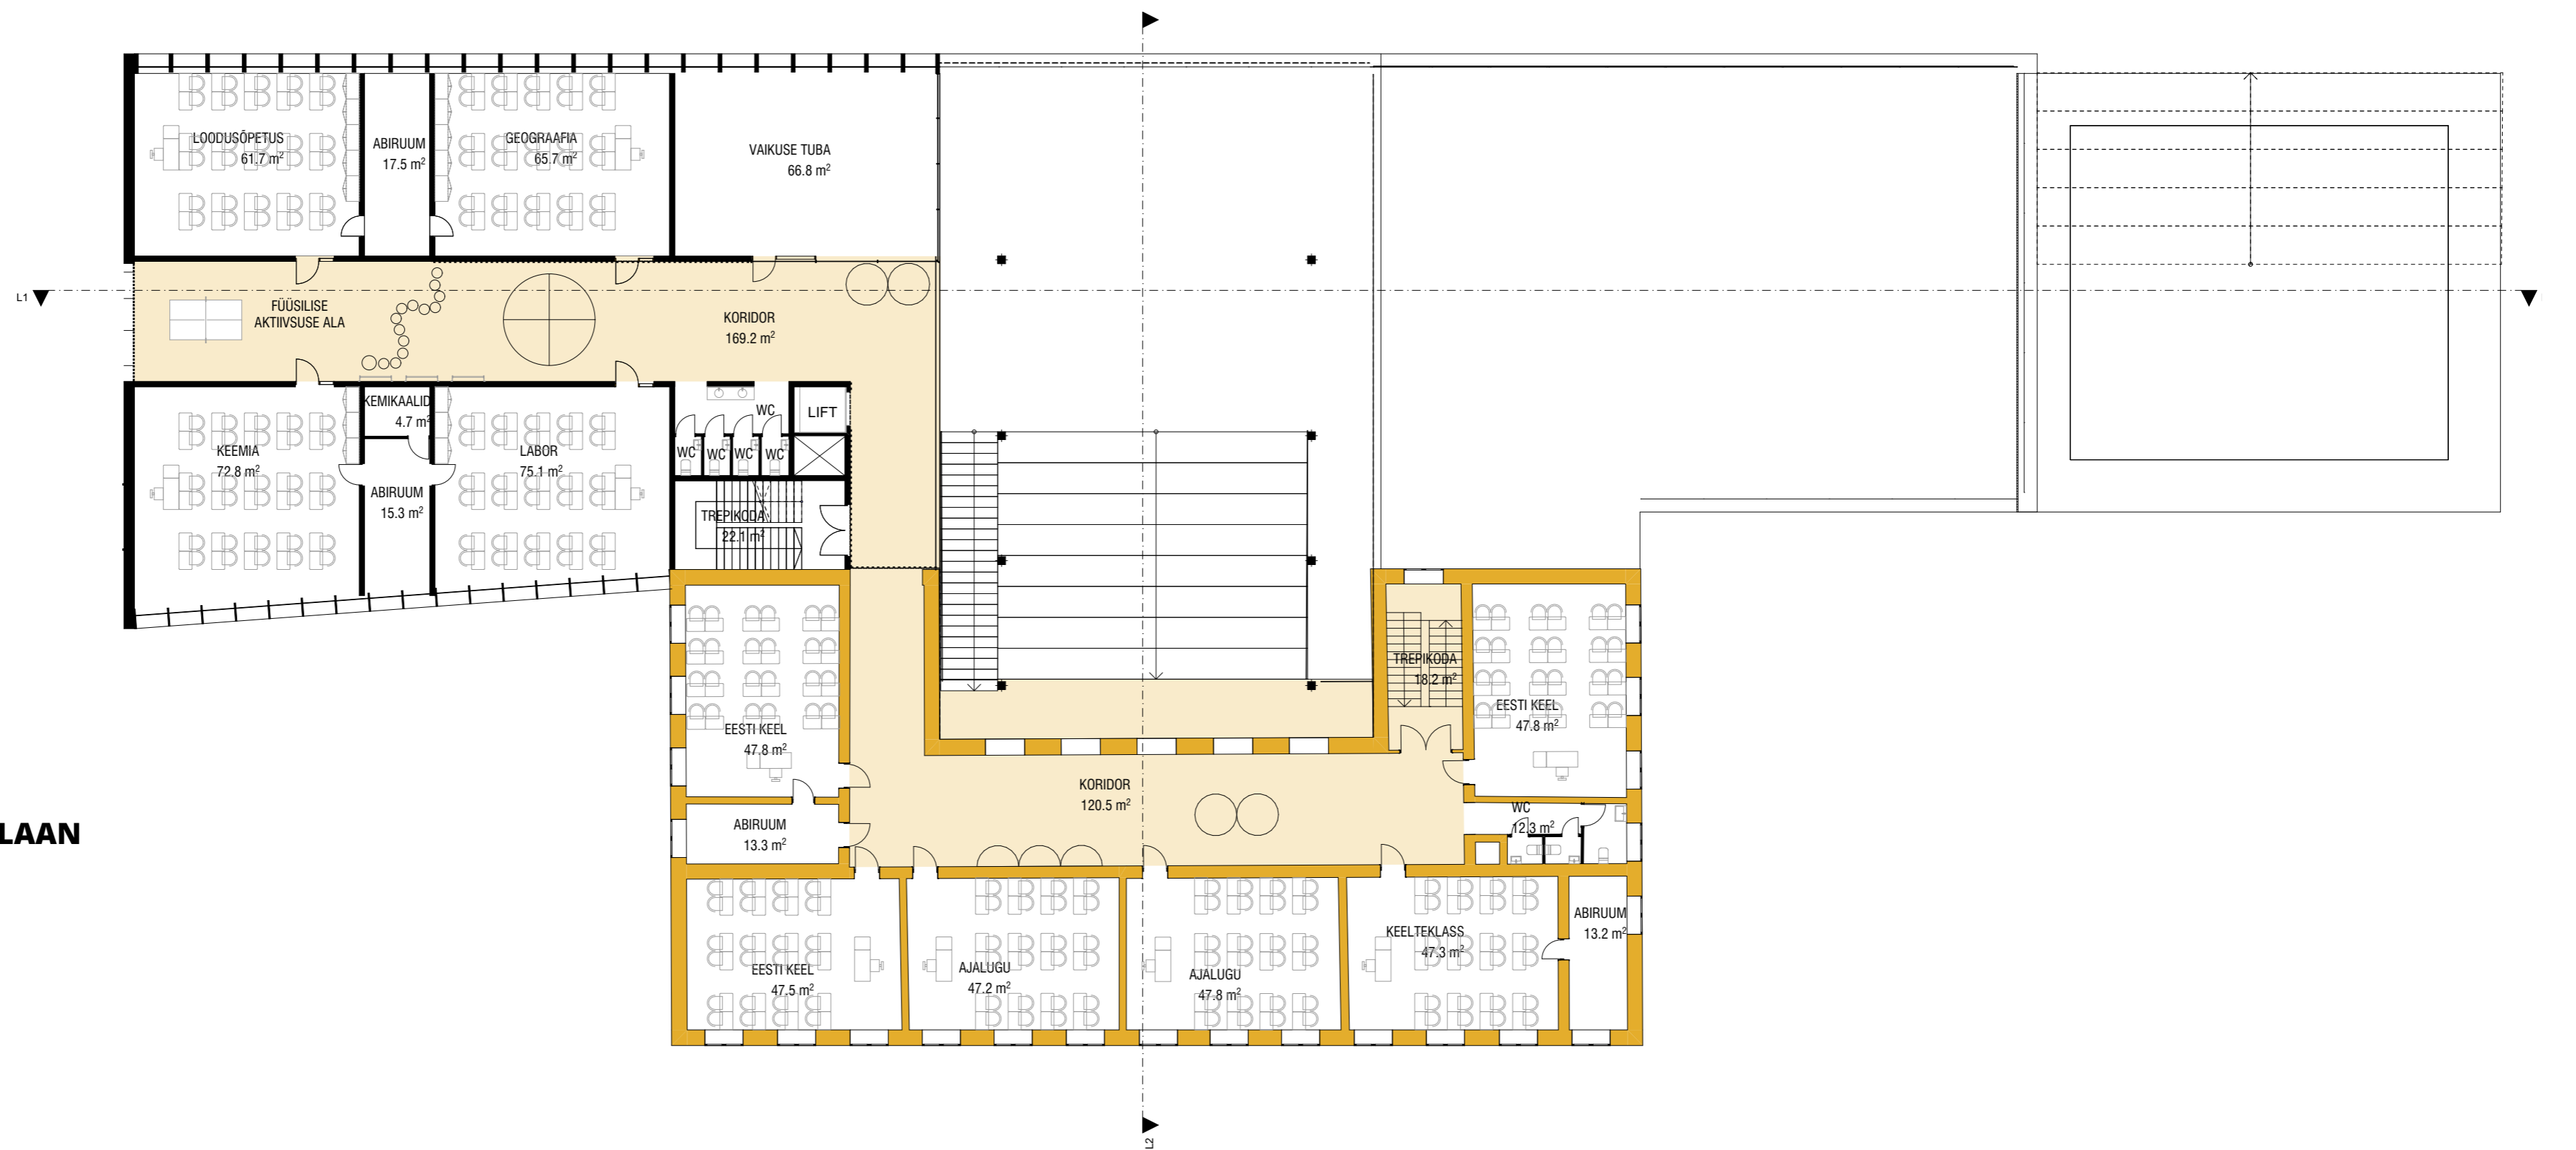 LOODUSÕPETUS
61.7 m²
ABIRUUM
17.5 m²
GEOGRAAFIA
65.7 m²
VAIKUSE TUBA
66.8 m²
L1
FÜÜSILISE
AKTIIVSUSE ALA
KORIDOR
169.2 m²
KEMIKAALID
4.7 m²
KEEMIA
72.8 m²
LABOR
75.1 m²
ABIRUUM
15.3 m²
WC
LIFT
WC
WC
WC
WC
TREPIKODA
22.1 m²
TREPIKODA
18.2 m²
EESTI KEEL
47.8 m²
EESTI KEEL
47.8 m²
KORIDOR
120.5 m²
WC
12.3 m²
LAAN
ABIRUUM
13.3 m²
EESTI KEEL
47.5 m²
AJALUGU
47.2 m²
AJALUGU
47.8 m²
KEELTEKLASS
47.3 m²
ABIRUUM
13.2 m²
L2